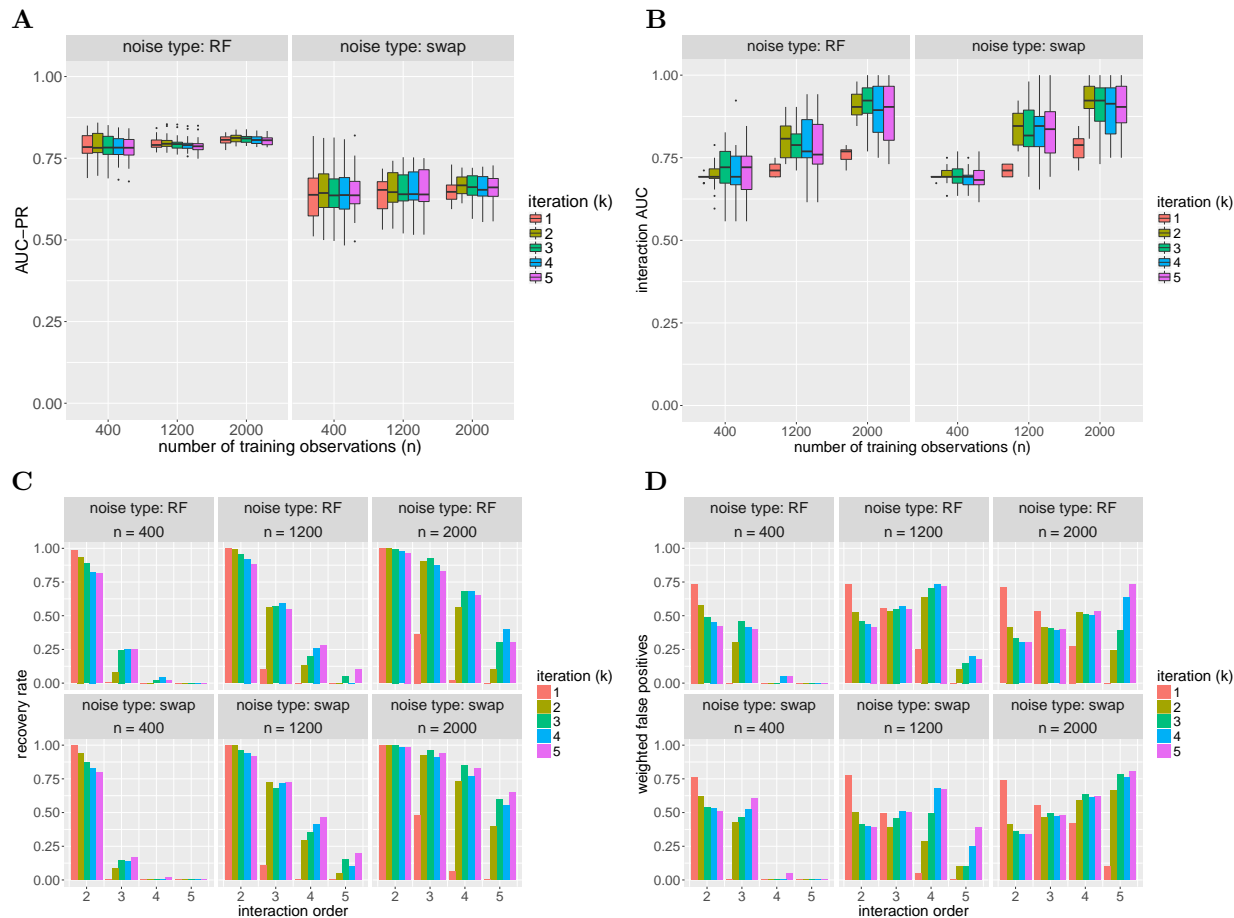 A
noise type: RF
noise type: swap
1.00
0.75
0.50
0.25
0.00
AUC−PR
400
1200
2000
400
1200
2000
number of training observations (n)
iteration (k)
1
2
3
4
5
B
noise type: RF
noise type: swap
1.00
0.75
0.50
0.25
0.00
interaction AUC
400
1200
2000
400
1200
2000
number of training observations (n)
iteration (k)
1
2
3
4
5
C
noise type: RF
noise type: RF
noise type: RF
n = 400
n = 1200
n = 2000
1.00
0.75
0.50
0.25
0.00
noise type: swap
noise type: swap
noise type: swap
n = 400
n = 1200
n = 2000
1.00
0.75
0.50
0.25
0.00
recovery rate
2
3
4
5
2
3
4
5
2
3
4
5
interaction order
iteration (k)
1
2
3
4
5
D
noise type: RF
noise type: RF
noise type: RF
n = 400
n = 1200
n = 2000
1.00
0.75
0.50
0.25
0.00
noise type: swap
noise type: swap
noise type: swap
n = 400
n = 1200
n = 2000
1.00
0.75
0.50
0.25
0.00
weighted false positives
2
3
4
5
2
3
4
5
2
3
4
5
interaction order
iteration (k)
1
2
3
4
5